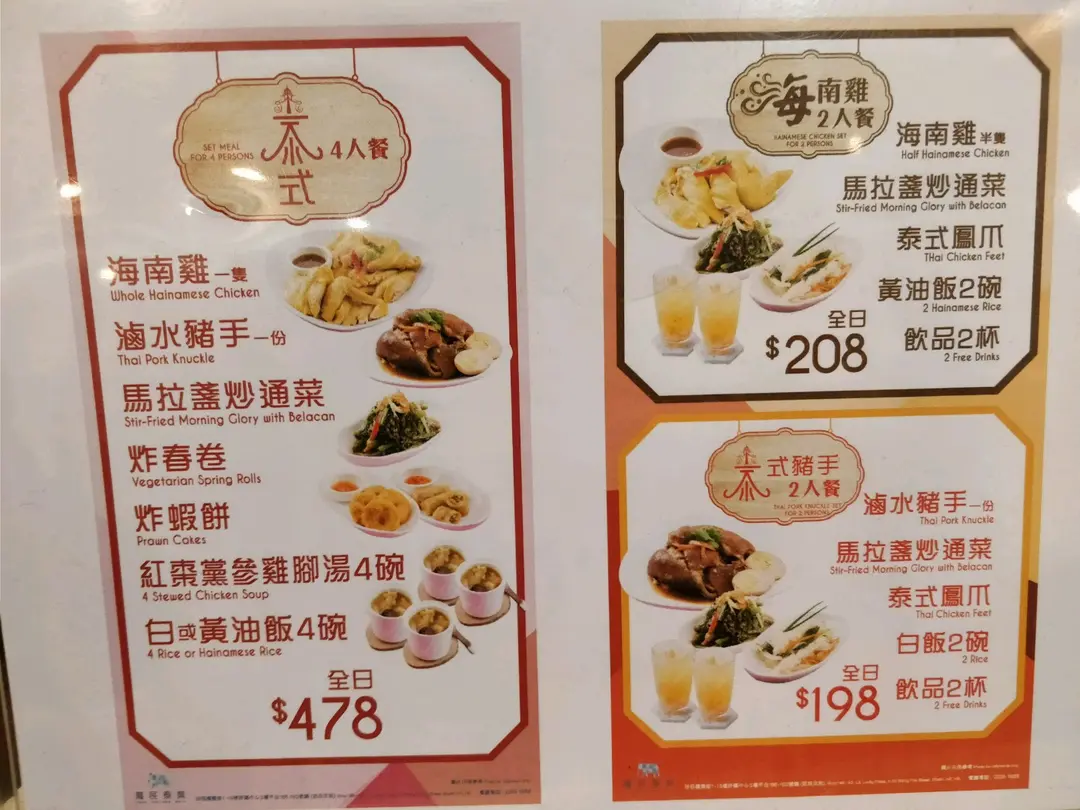 SET MEAL
FOR 4 PERSONS
泰式
4人餐
海南雞 一隻
Whole Hainamese Chicken
滷水豬手 一份
Thai Pork Knuckle
馬拉盞炒通菜
Stir-Fried Morning Glory with Belacan
炸春卷
Vegetarian Spring Rolls
炸蝦餅
Prawn Cakes
紅棗黨參雞腳湯4碗
4 Stewed Chicken Soup
白或黃油飯4碗
4 Rice or Hainamese Rice
全日
$478
海南雞
2人餐
HAINAMESE CHICKEN SET
FOR 2 PERSONS
海南雞 半隻
Half Hainamese Chicken
馬拉盞炒通菜
Stir-Fried Morning Glory with Belacan
泰式鳳爪
THai Chicken Feet
黃油飯2碗
2 Hainamese Rice
飲品2杯
2 Free Drinks
全日
$208
泰式豬手
2人餐
THAI PORK KNUCKLE SET
FOR 2 PERSONS
滷水豬手 一份
Thai Pork Knuckle
馬拉盞炒通菜
Stir-Fried Morning Glory with Belacan
泰式鳳爪
Thai Chicken Feet
白飯2碗
2 Rice
飲品2杯
2 Free Drinks
全日
$198